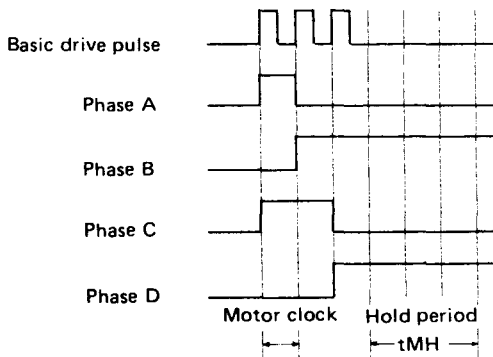 Basic drive pulse
Phase A
Phase B
Phase C
Phase D
Motor clock
Hold period
tMH